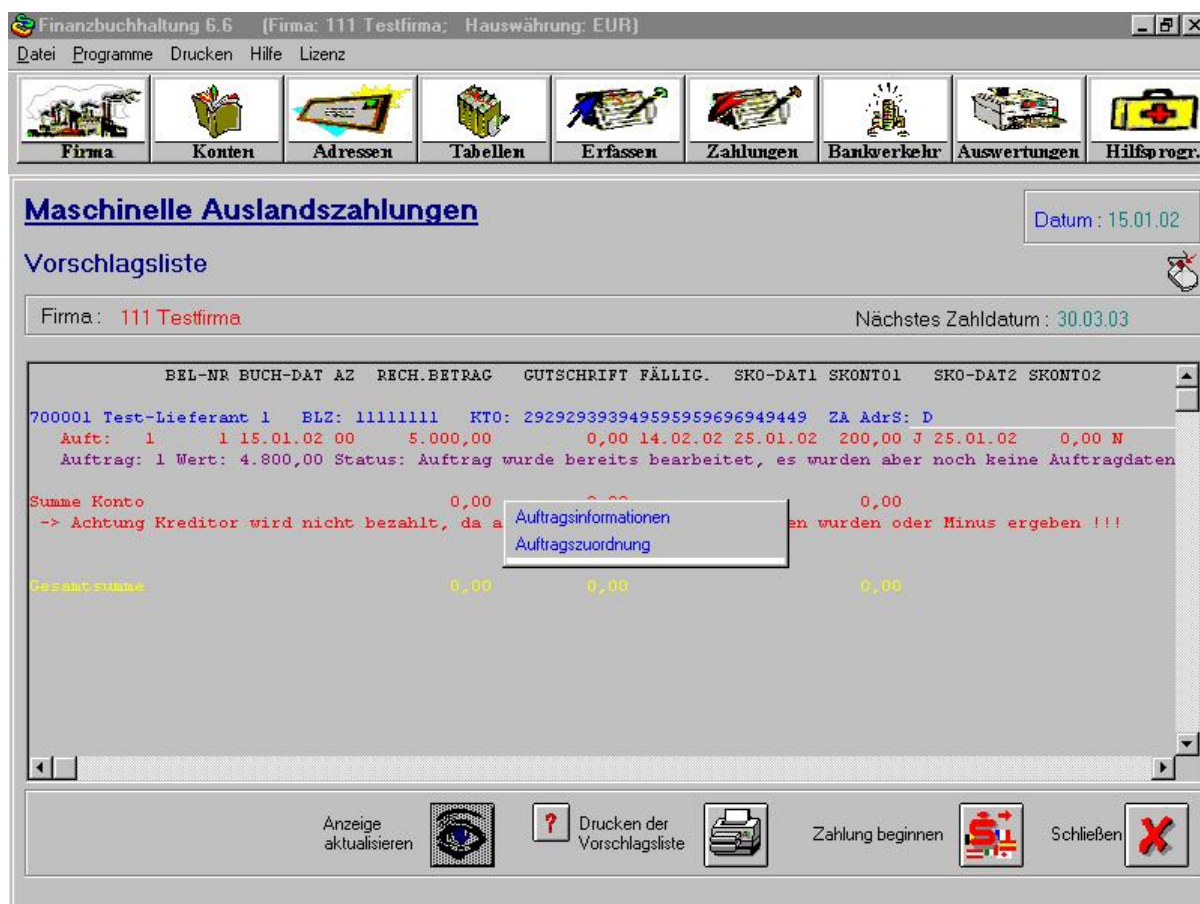 Finanzbuchhaltung 6.6 (Firma: 111 Testfirma; Hauswährung: EUR)
Datei Programme Drucken Hilfe Lizenz
Firma Konten Adressen Tabellen Erfassen Zahlungen Bankverkehr Auswertungen Hilfsprogr.
Maschinelle Auslandszahlungen
Datum : 15.01.02
Vorschlagsliste
Firma : 111 Testfirma
Nächstes Zahldatum : 30.03.03
BEL-NR BUCH-DAT AZ RECH.BETRAG GUTSCHRIFT FÄLLIG. SKO-DAT1 SKONTO1 SKO-DAT2 SKONTO2
700001 Test-Lieferant 1 BLZ: 11111111 KTO: 2929293939495959596969494​49 ZA AdrS: D
Auft: 1 1 15.01.02 00 5.000,00 0,00 14.02.02 25.01.02 200,00 J 25.01.02 0,00 N
Auftrag: 1 Wert: 4.800,00 Status: Auftrag wurde bereits bearbeitet, es wurden aber noch keine Auftragdaten
Summe Konto 0,00 0,00 0,00
-> Achtung Kreditor wird nicht bezahlt, da a
en wurden oder Minus ergeben !!!
Auftragsinformationen
Auftragszuordnung
Gesamtsumme 0,00 0,00 0,00
Anzeige aktualisieren
? Drucken der Vorschlagsliste
Zahlung beginnen
Schließen